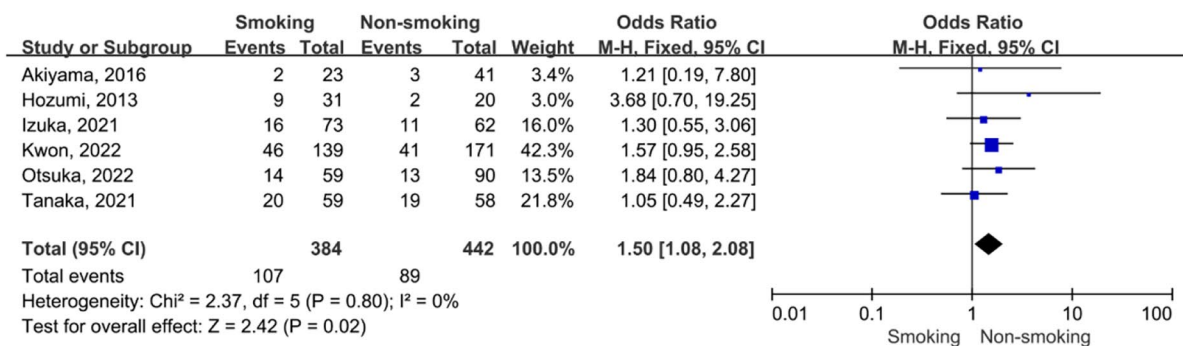 Smoking Non-smoking Odds Ratio Odds Ratio
Study or Subgroup Events Total Events Total Weight M-H, Fixed, 95% CI M-H, Fixed, 95% CI
Akiyama, 2016 2 23 3 41 3.4% 1.21 [0.19, 7.80]
Hozumi, 2013 9 31 2 20 3.0% 3.68 [0.70, 19.25]
Izuka, 2021 16 73 11 62 16.0% 1.30 [0.55, 3.06]
Kwon, 2022 46 139 41 171 42.3% 1.57 [0.95, 2.58]
Otsuka, 2022 14 59 13 90 13.5% 1.84 [0.80, 4.27]
Tanaka, 2021 20 59 19 58 21.8% 1.05 [0.49, 2.27]
Total (95% CI) 384 442 100.0% 1.50 [1.08, 2.08]
Total events 107 89
Heterogeneity: Chi² = 2.37, df = 5 (P = 0.80); I² = 0%
Test for overall effect: Z = 2.42 (P = 0.02)
0.01 0.1 1 10 100
Smoking Non-smoking